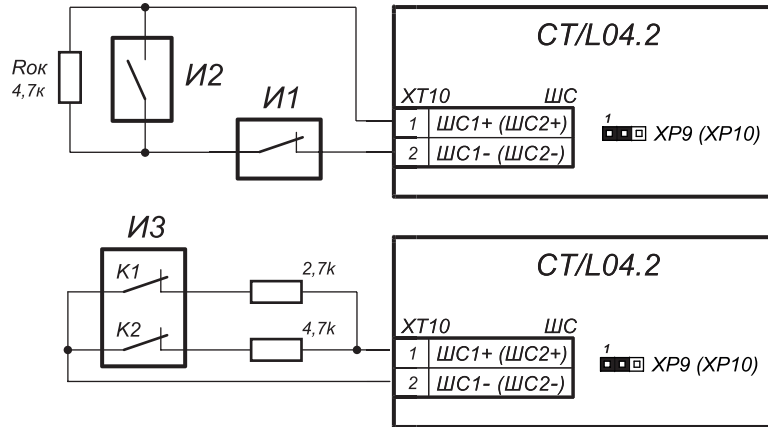 CT/L04.2
Rок
4,7к
И2
И1
XT10 ШС
1 ШС1+ (ШС2+)
2 ШС1- (ШС2-)
1
XP9 (XP10)
И3
K1
K2
2,7k
4,7k
CT/L04.2
XT10 ШС
1 ШС1+ (ШС2+)
2 ШС1- (ШС2-)
1
XP9 (XP10)